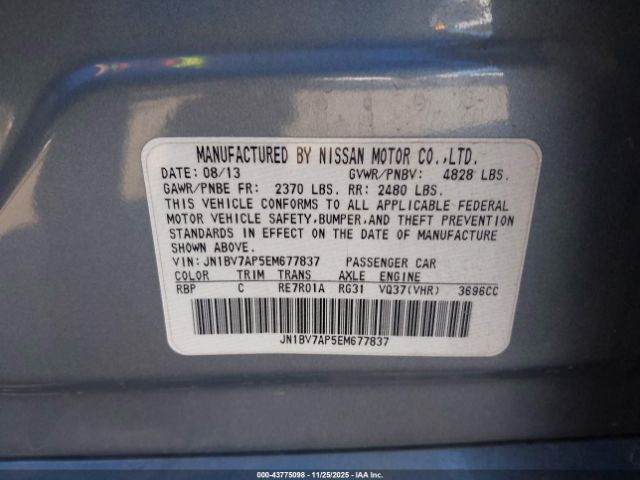 MANUFACTURED BY NISSAN MOTOR CO.,LTD.
DATE: 08/13 GVWR/PNBV: 4828 LBS.
GAWR/PNBE FR: 2370 LBS. RR: 2480 LBS.
THIS VEHICLE CONFORMS TO ALL APPLICABLE FEDERAL
MOTOR VEHICLE SAFETY,BUMPER,AND THEFT PREVENTION
STANDARDS IN EFFECT ON THE DATE OF MANUFACTURE
SHOWN ABOVE.
VIN:JN1BV7AP5EM677837 PASSENGER CAR
COLOR TRIM TRANS AXLE ENGINE
RBP C RE7R01A RG31 VQ37(VHR) 3696CC
JN1BV7AP5EM677837
000-43775098 - 11/25/2025 - IAA Inc.